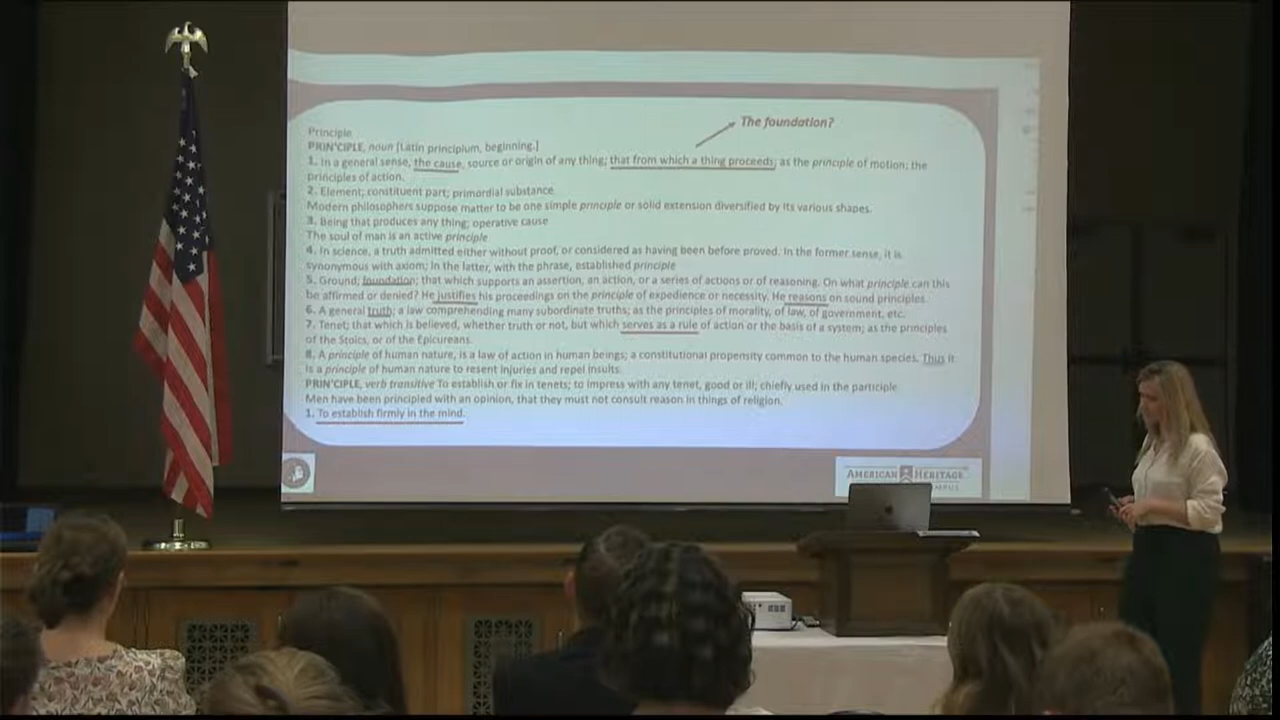 The foundation?
Principle
PRIN'CIPLE, noun [Latin principium, beginning.]
1. In a general sense, the cause, source or origin of any thing; that from which a thing proceeds; as the principle of motion; the
principles of action.
2. Element; constituent part; primordial substance
Modern philosophers suppose matter to be one simple principle or solid extension diversified by its various shapes.
3. Being that produces any thing; operative cause
The soul of man is an active principle
4. In science, a truth admitted either without proof, or considered as having been before proved. In the former sense, it is
synonymous with axiom; in the latter, with the phrase, established principle
5. Ground; foundation; that which supports an assertion, an action, or a series of actions or of reasoning. On what principle can this
be affirmed or denied? He justifies his proceedings on the principle of expedience or necessity. He reasons on sound principles.
6. A general truth; a law comprehending many subordinate truths; as the principles of morality, of law, of government, etc.
7. Tenet; that which is believed, whether truth or not, but which serves as a rule of action or the basis of a system; as the principles
of the Stoics, or of the Epicureans.
8. A principle of human nature, is a law of action in human beings; a constitutional propensity common to the human species. Thus it
is a principle of human nature to resent injuries and repel insults
PRIN'CIPLE, verb transitive To establish or fix in tenets; to impress with any tenet, good or ill; chiefly used in the participle
Men have been principled with an opinion, that they must not consult reason in things of religion.
1. To establish firmly in the mind.
AMERICAN HERITAGE